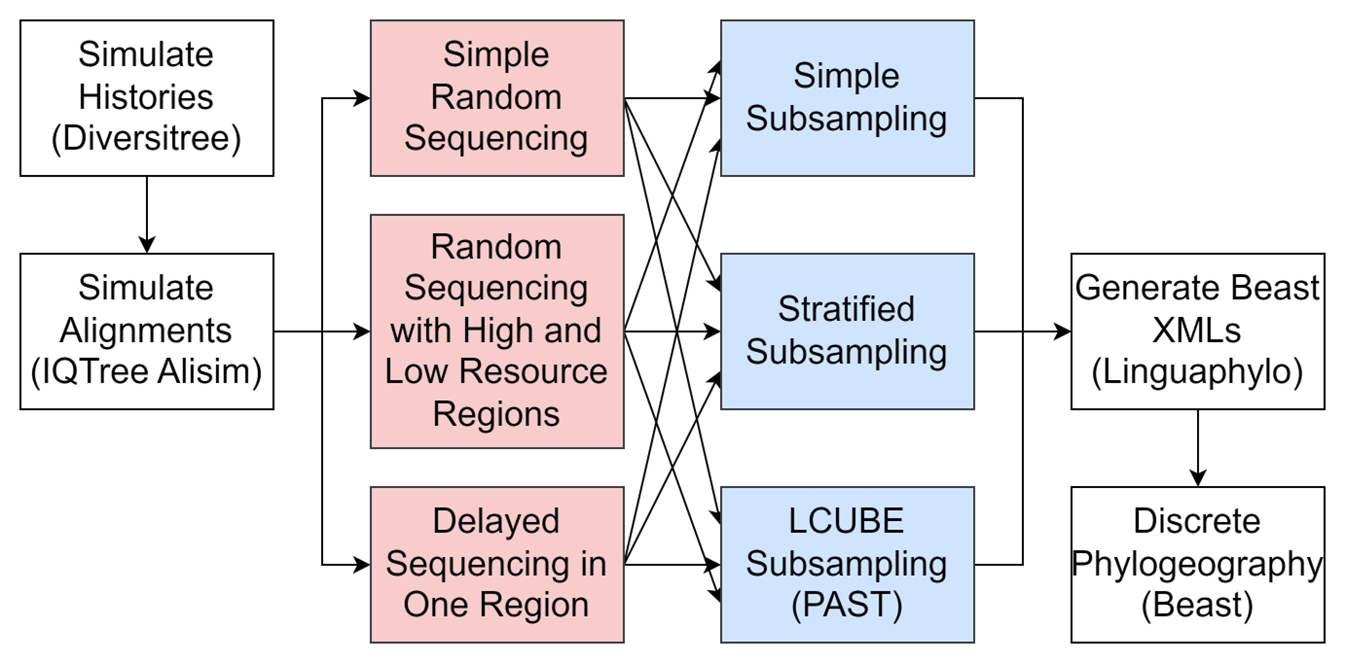 Simulate
Histories
(Diversitree)
Simulate
Alignments
(IQTree Alisim)
Simple
Random
Sequencing
Random
Sequencing
with High and
Low Resource
Regions
Delayed
Sequencing in
One Region
Simple
Subsampling
Stratified
Subsampling
LCUBE
Subsampling
(PAST)
Generate Beast
XMLs
(Linguaphylo)
Discrete
Phylogeography
(Beast)